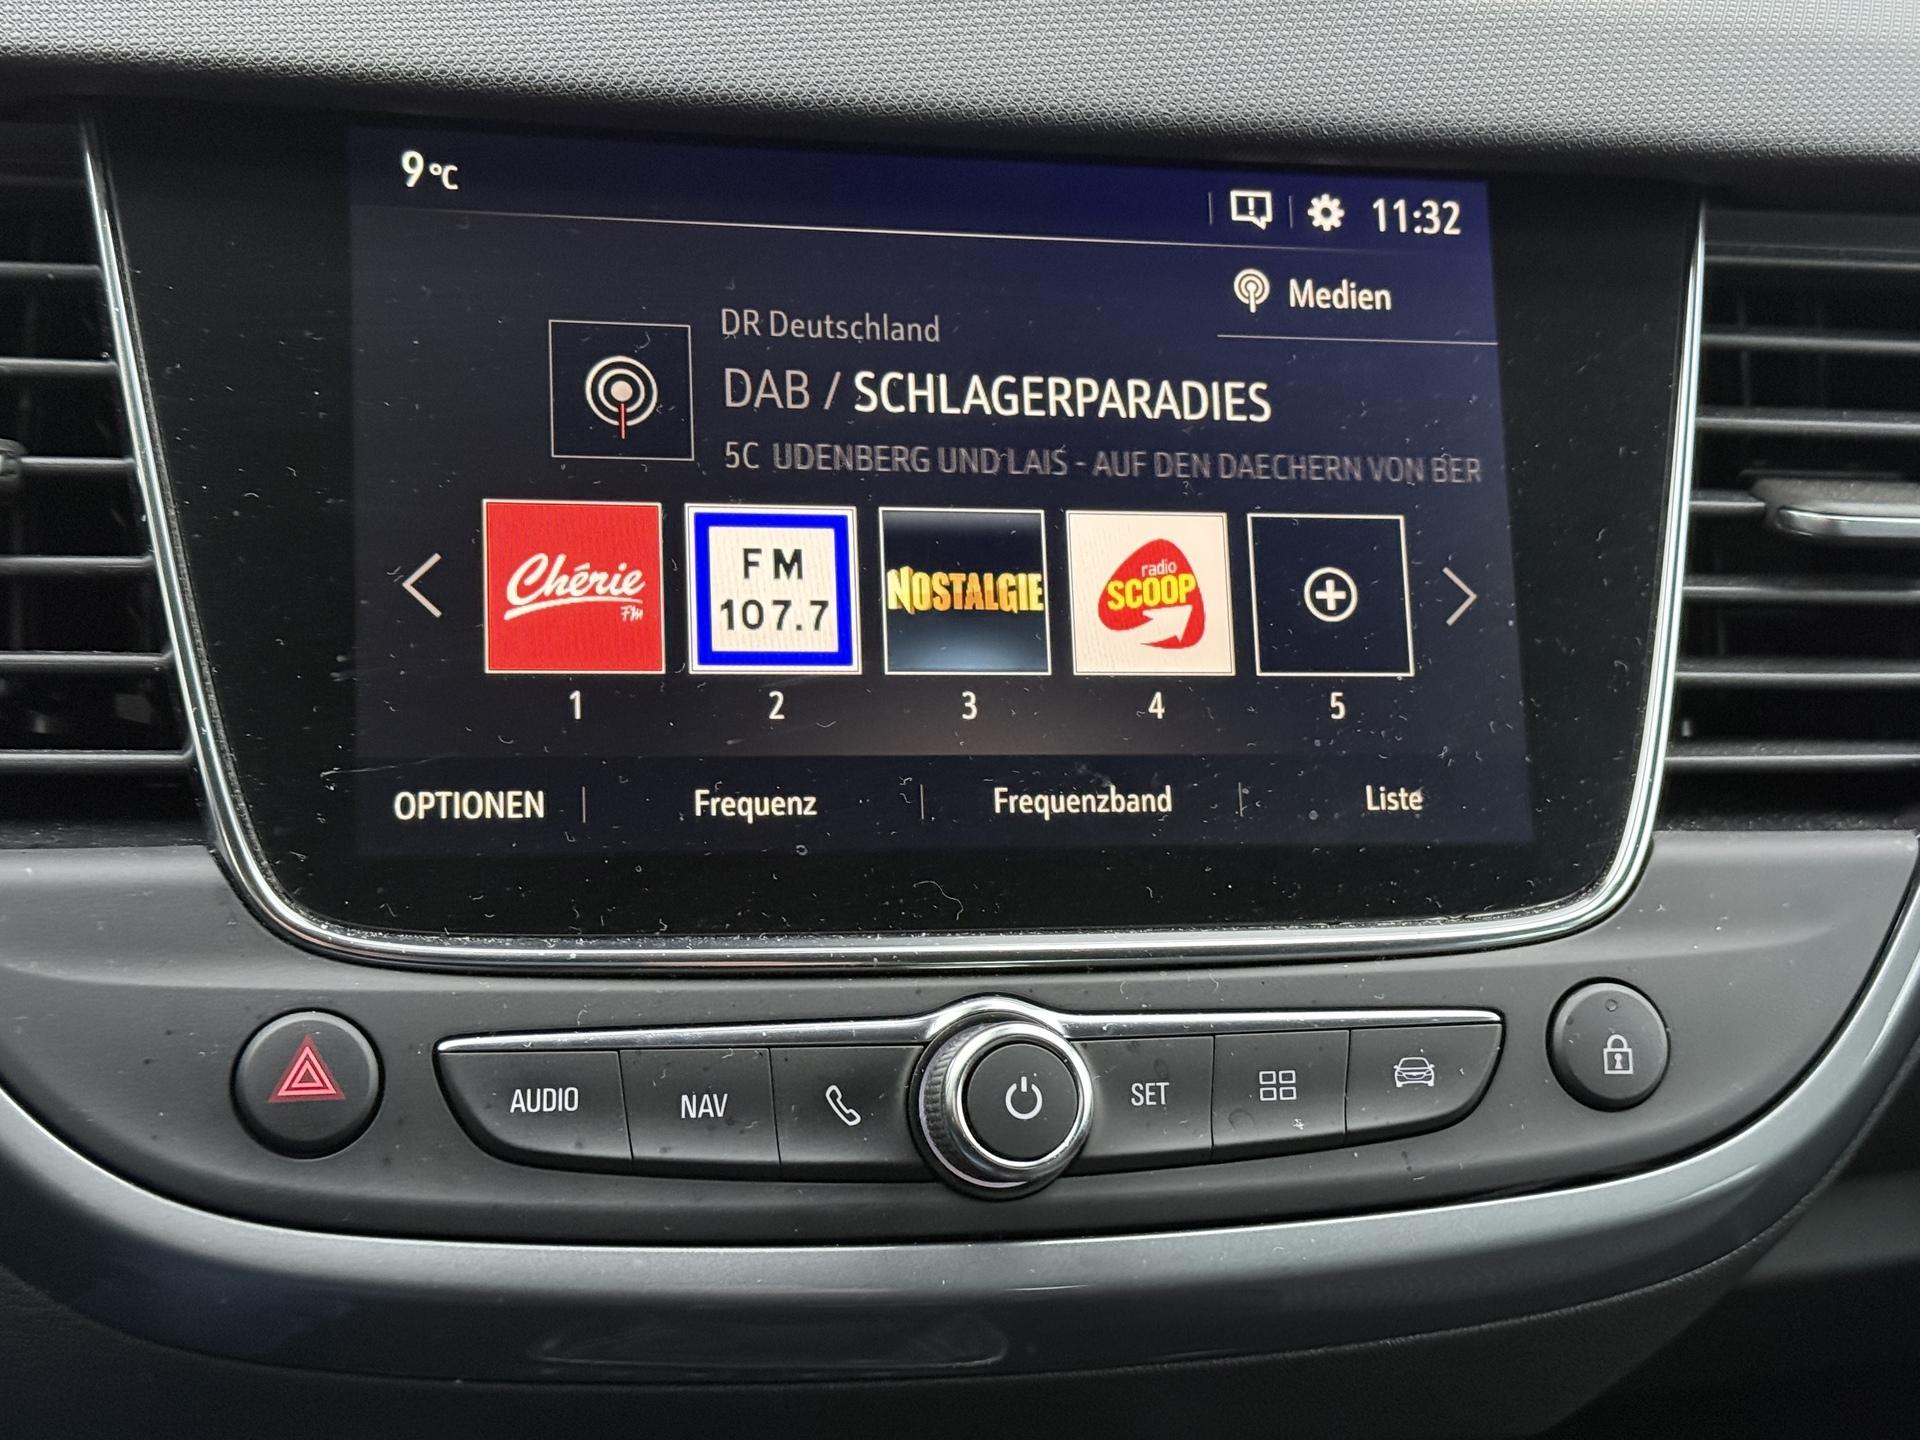 9 °C
11:32
Medien
DR Deutschland
DAB / SCHLAGERPARADIES
5C UDENBERG UND LAIS - AUF DEN DAECHERN VON BER
Chérie FM
FM 107.7
NOSTALGIE
radio SCOOP
1 2 3 4 5
OPTIONEN Frequenz Frequenzband Liste
AUDIO NAV SET